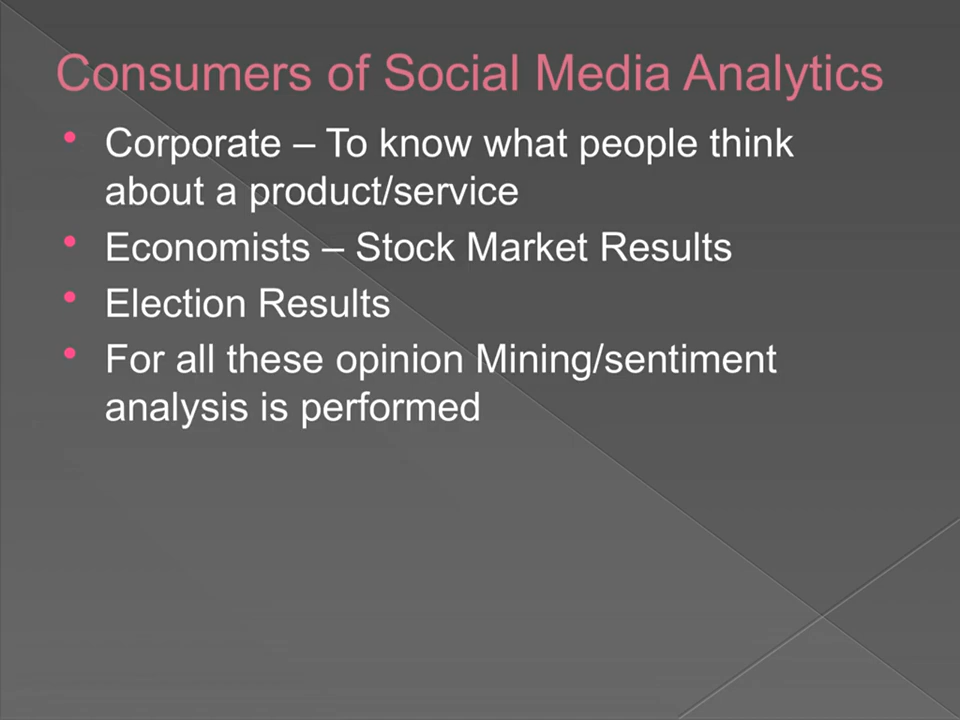 Consumers of Social Media Analytics
• Corporate – To know what people think
about a product/service
• Economists – Stock Market Results
• Election Results
• For all these opinion Mining/sentiment
analysis is performed